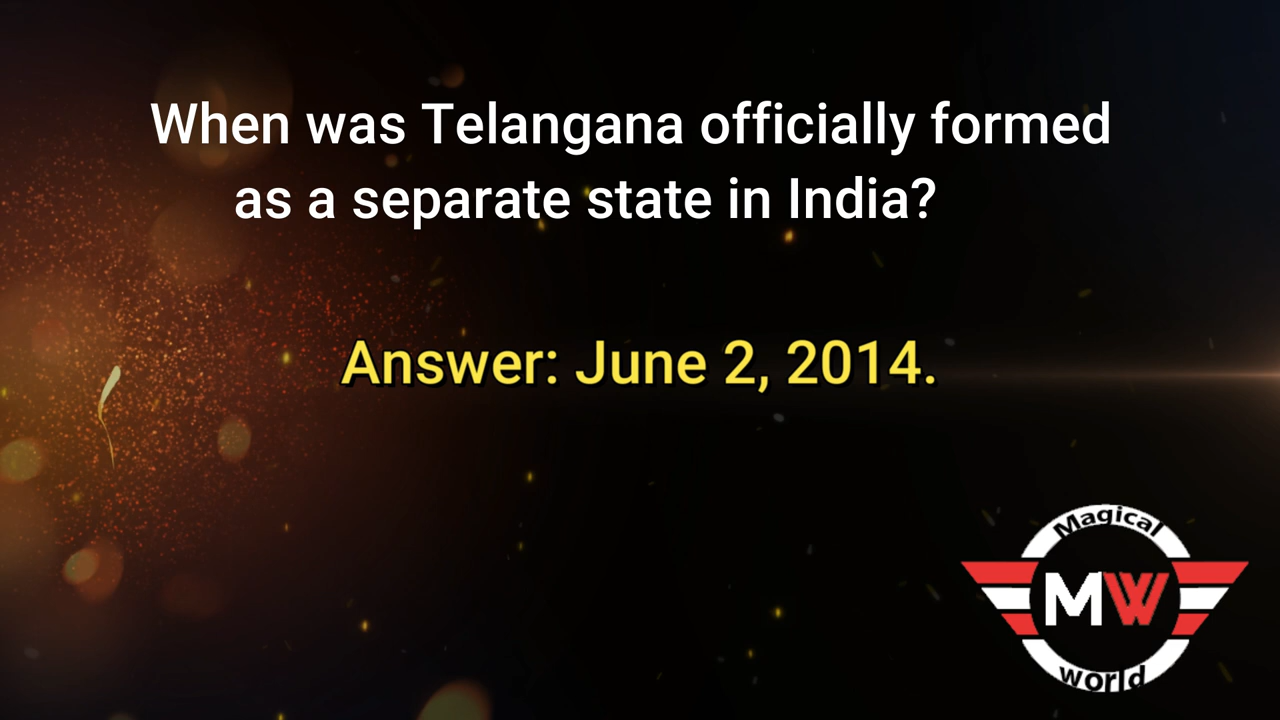 When was Telangana officially formed
as a separate state in India?
Answer: June 2, 2014.
Magical
MW
world